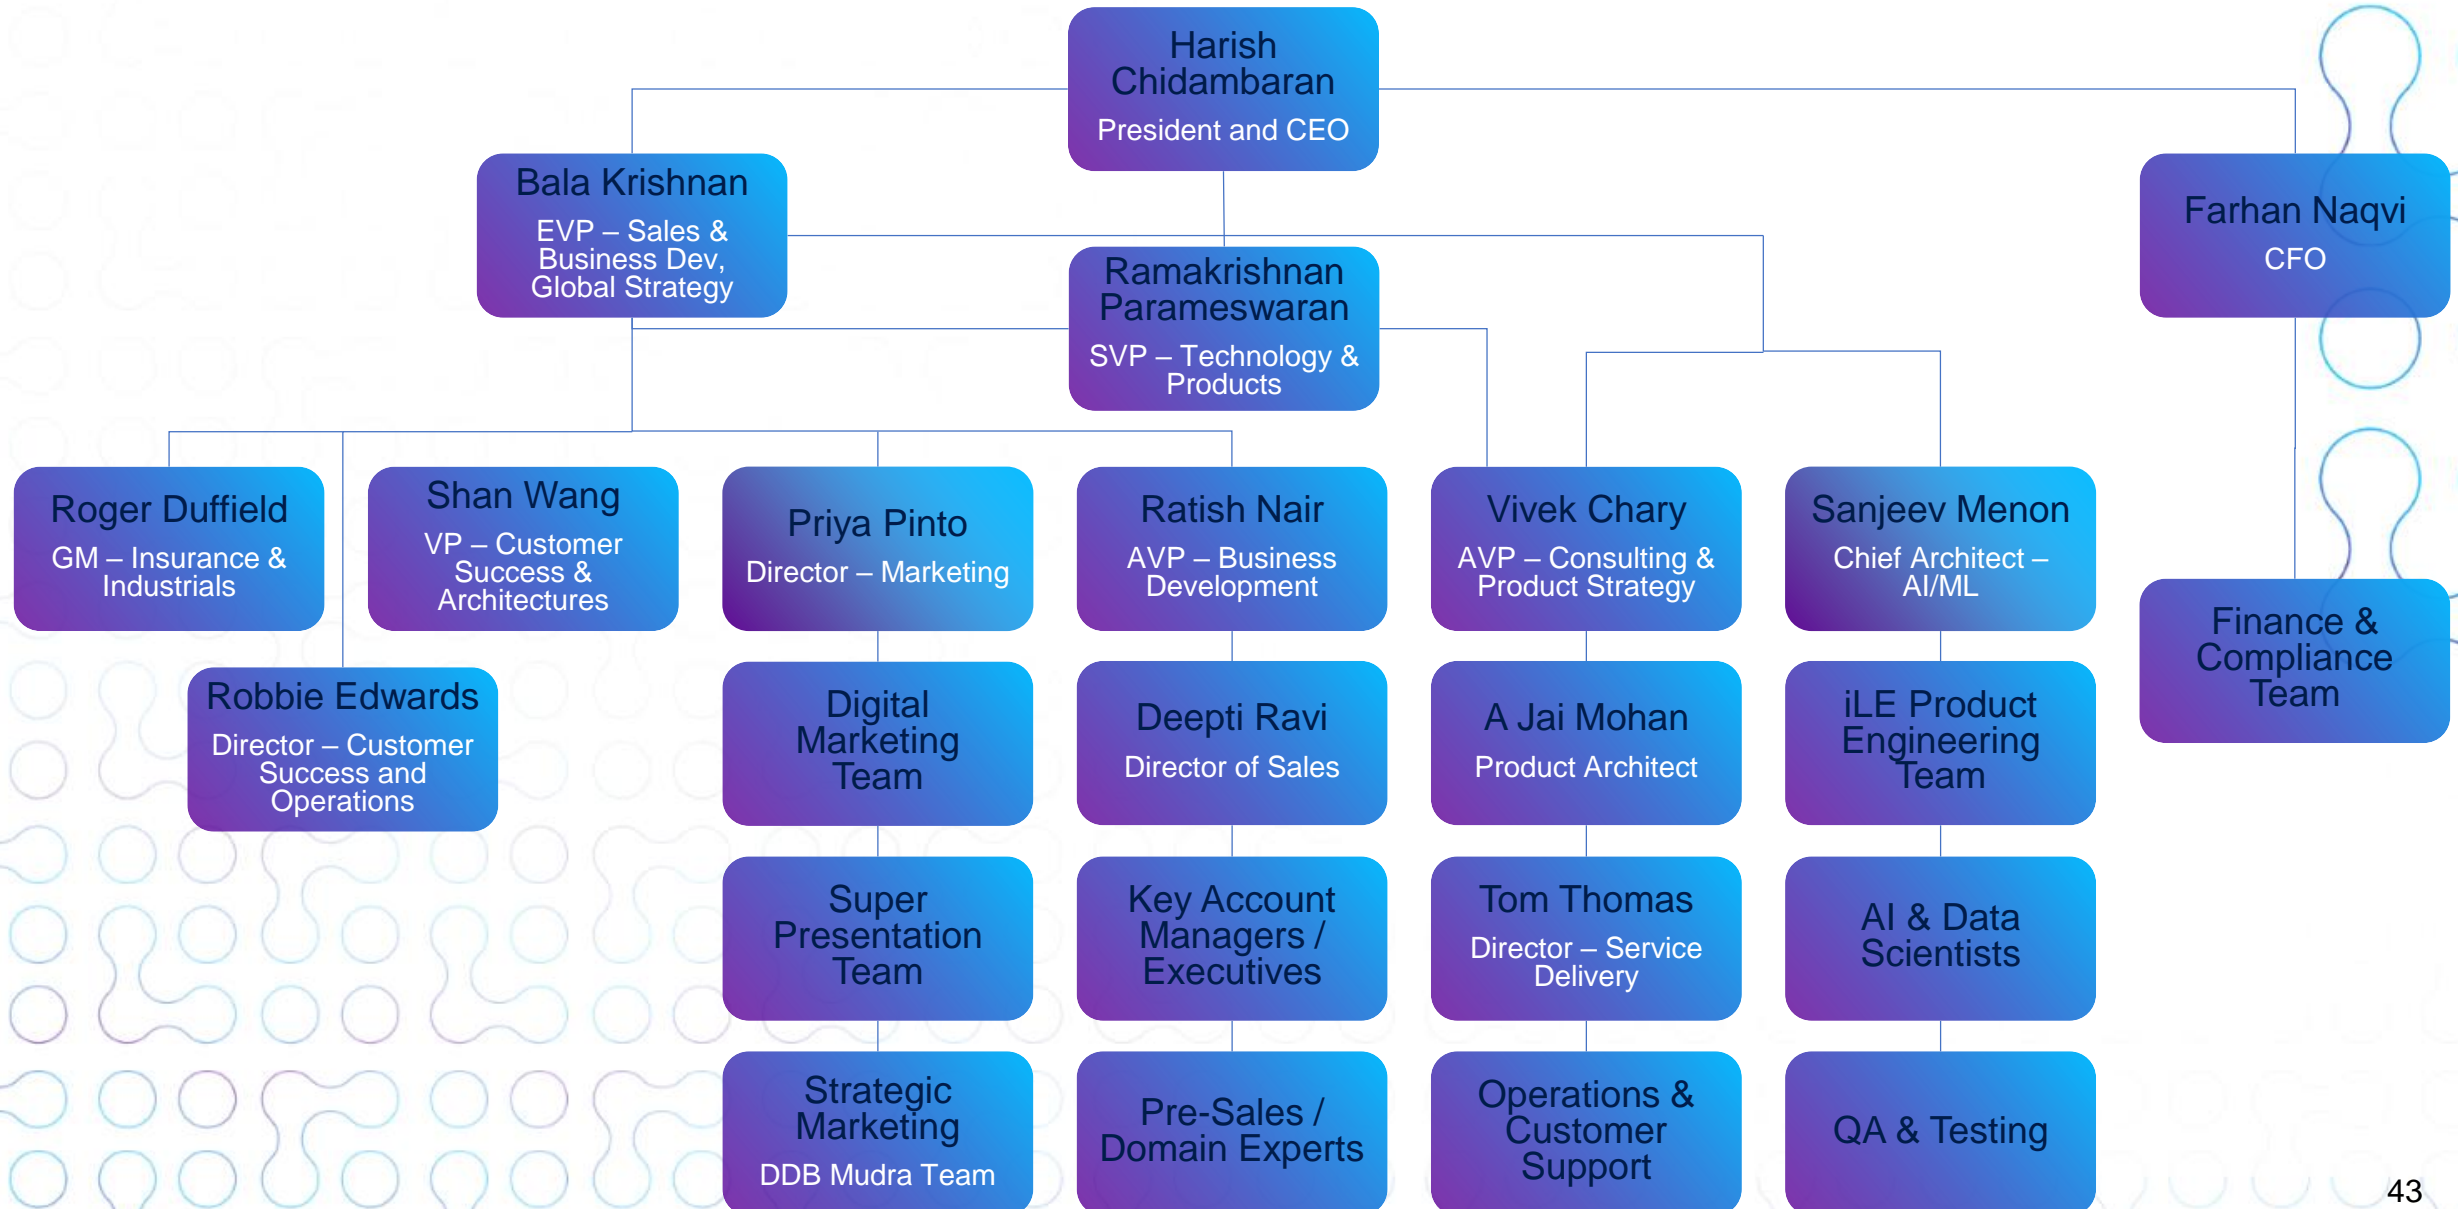 Harish
Chidambaran
President and CEO
Bala Krishnan
EVP – Sales &
Business Dev,
Global Strategy
Farhan Naqvi
CFO
Ramakrishnan
Parameswaran
SVP – Technology &
Products
Roger Duffield
GM – Insurance &
Industrials
Shan Wang
VP – Customer
Success &
Architectures
Priya Pinto
Director – Marketing
Ratish Nair
AVP – Business
Development
Vivek Chary
AVP – Consulting &
Product Strategy
Sanjeev Menon
Chief Architect –
AI/ML
Finance &
Compliance
Team
Robbie Edwards
Director – Customer
Success and
Operations
Digital
Marketing
Team
Deepti Ravi
Director of Sales
A Jai Mohan
Product Architect
iLE Product
Engineering
Team
Super
Presentation
Team
Key Account
Managers /
Executives
Tom Thomas
Director – Service
Delivery
AI & Data
Scientists
Strategic
Marketing
DDB Mudra Team
Pre-Sales /
Domain Experts
Operations &
Customer
Support
QA & Testing
43